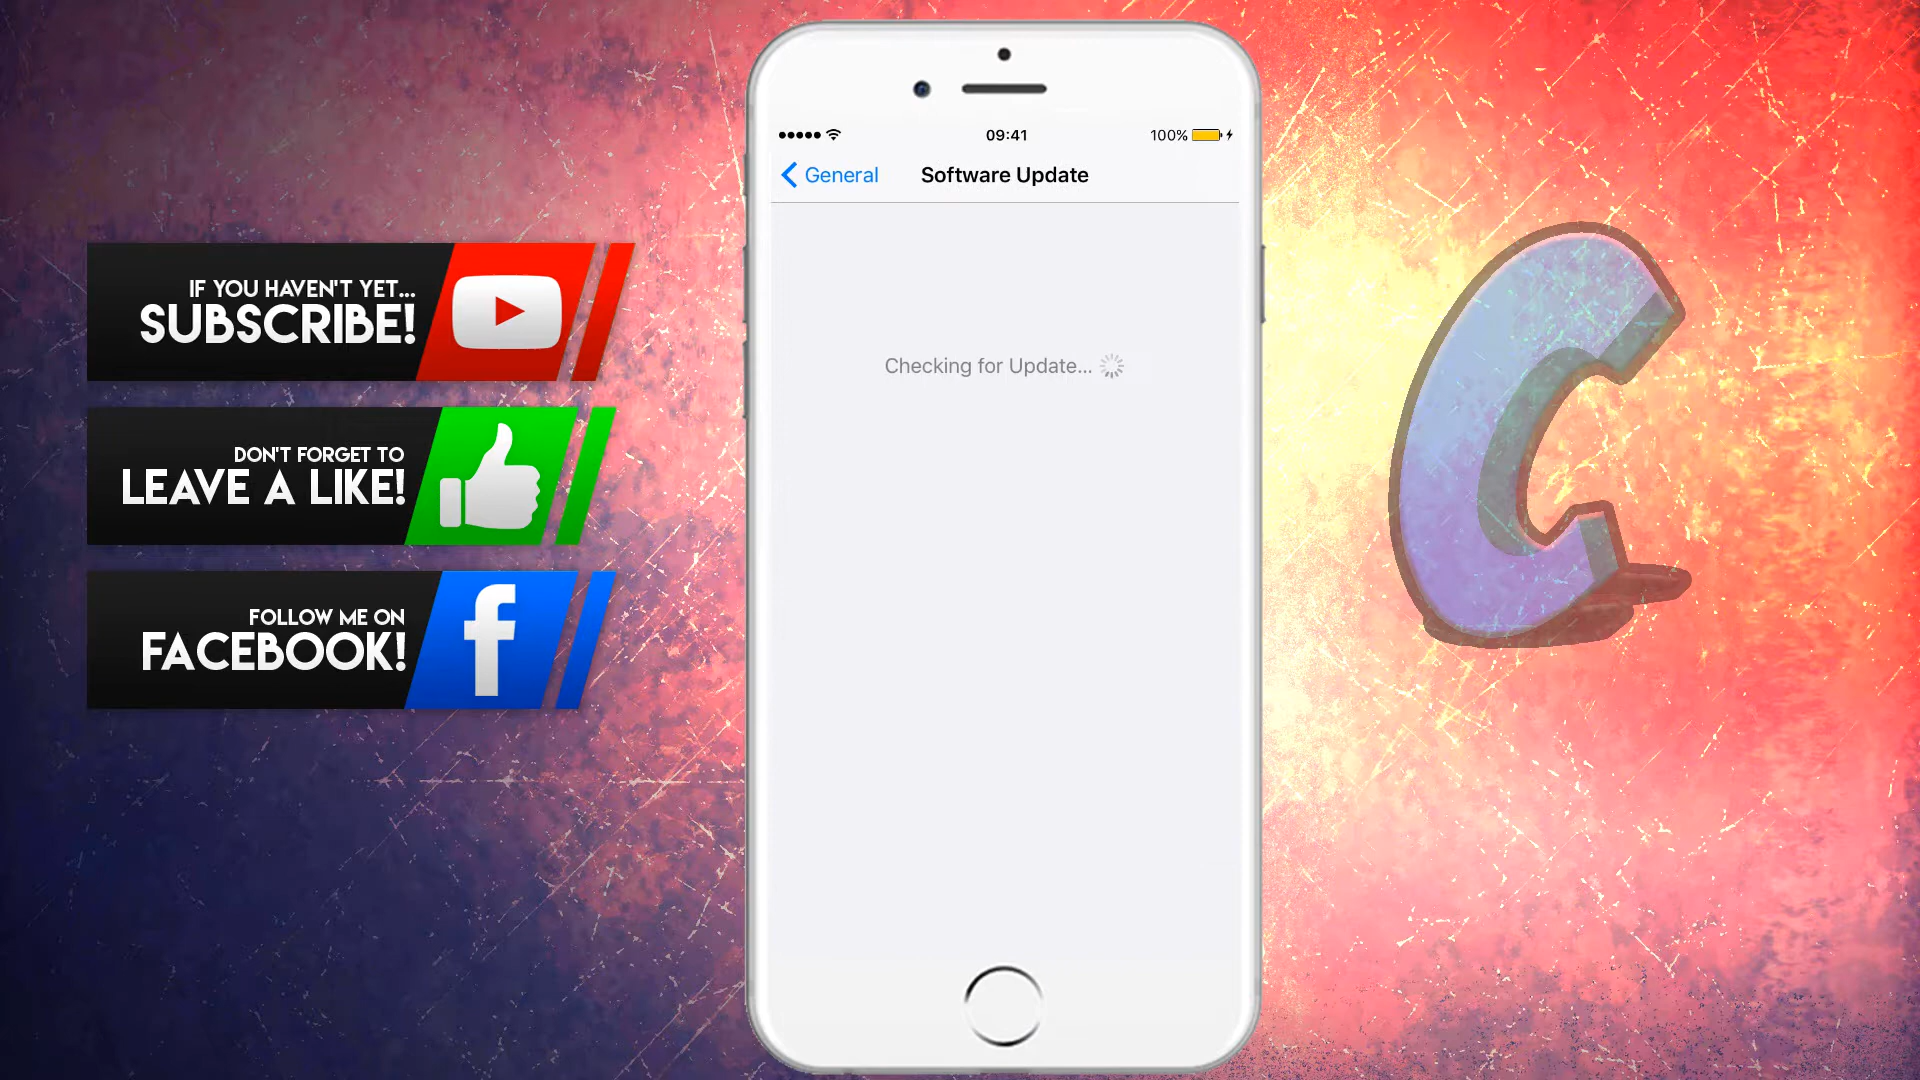 IF YOU HAVEN'T YET...
SUBSCRIBE!
DON'T FORGET TO
LEAVE A LIKE!
FOLLOW ME ON
FACEBOOK!
f
09:41
100%
General
Software Update
Checking for Update...
C